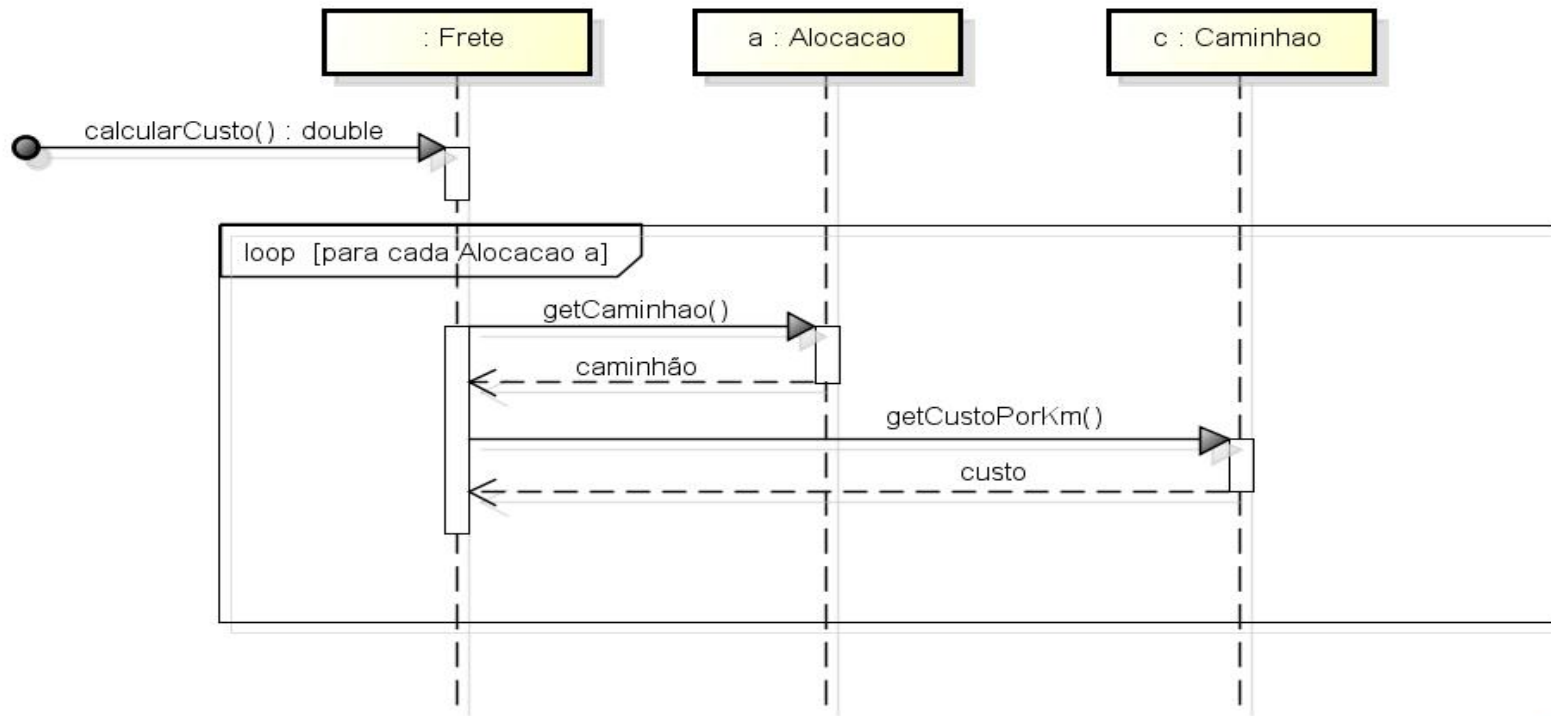 : Frete
a : Alocacao
c : Caminhao
calcularCusto() : double
loop [para cada Alocacao a]
getCaminhao()
caminhão
getCustoPorKm()
custo